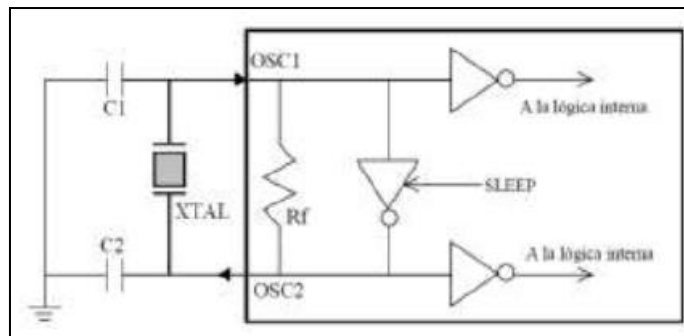 OSC1
C1
A la lógica interna
XTAL
Rf
SLEEP
C2
A la lógica interna
OSC2